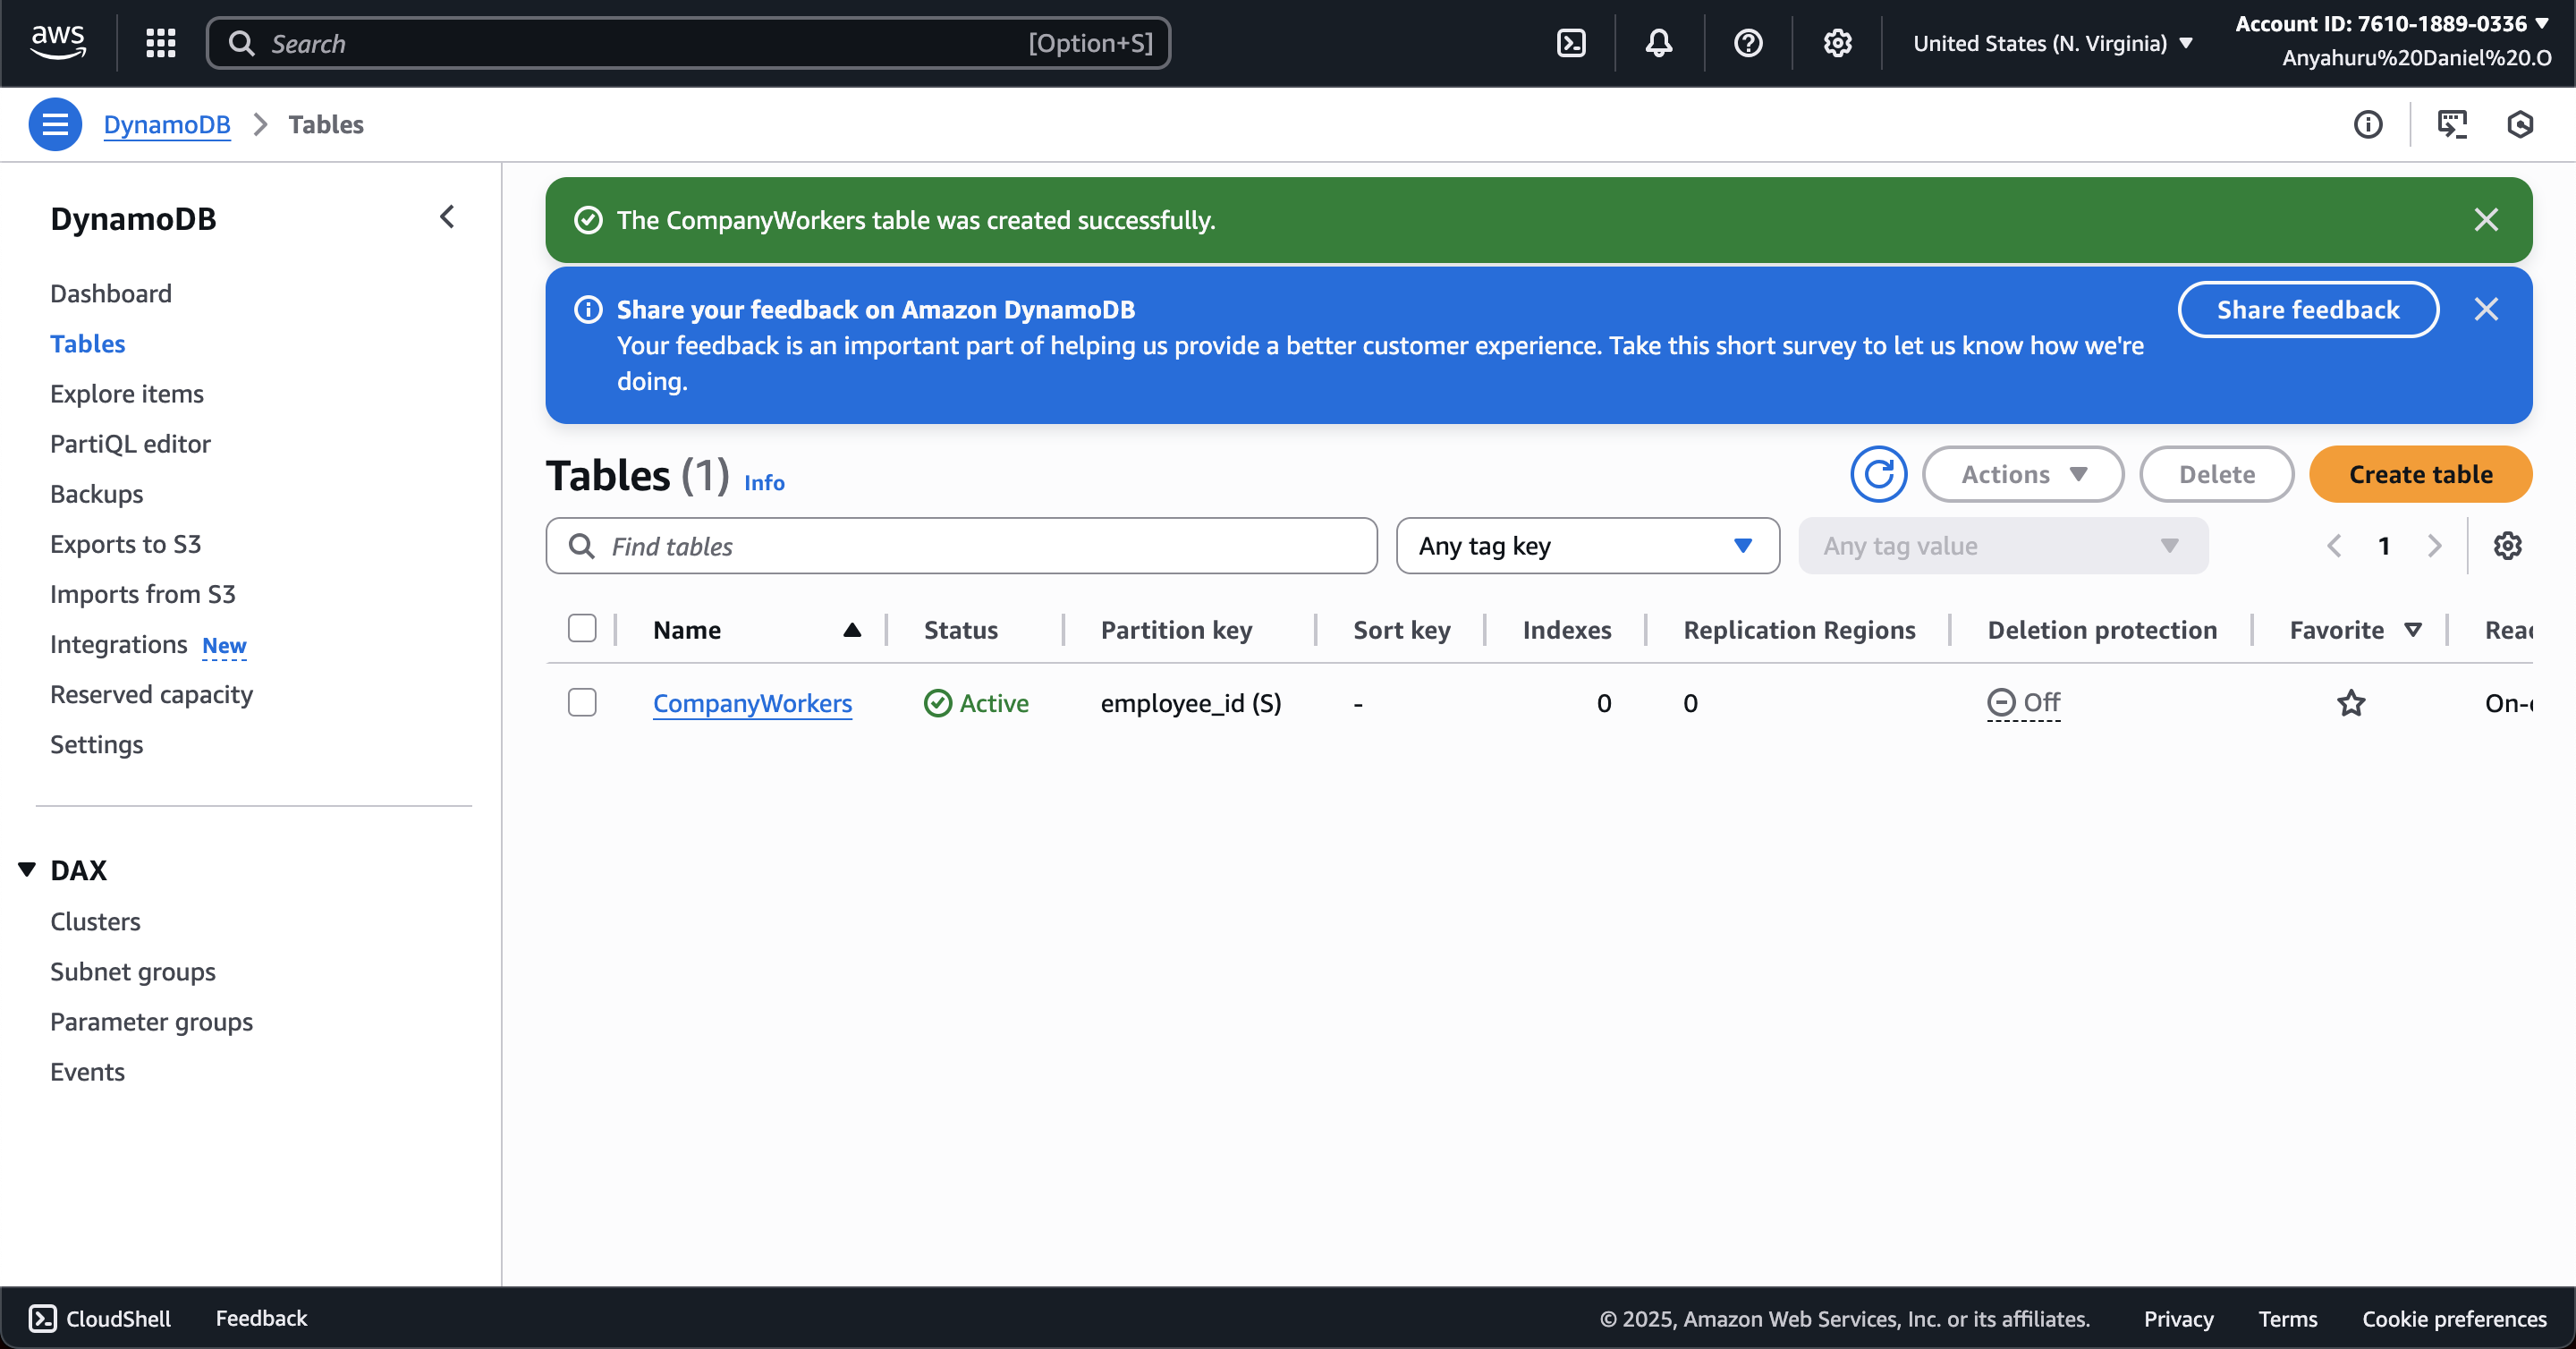 aws
Search
[Option+S]
United States (N. Virginia)
Account ID: 7610-1889-0336
Anyahuru%20Daniel%20.O
DynamoDB
Tables
DynamoDB
Dashboard
Tables
Explore items
PartiQL editor
Backups
Exports to S3
Imports from S3
Integrations New
Reserved capacity
Settings
DAX
Clusters
Subnet groups
Parameter groups
Events
The CompanyWorkers table was created successfully.
Share your feedback on Amazon DynamoDB
Your feedback is an important part of helping us provide a better customer experience. Take this short survey to let us know how we're
doing.
Share feedback
Tables (1) Info
Actions
Delete
Create table
Find tables
Any tag key
Any tag value
1
Name Status Partition key Sort key Indexes Replication Regions Deletion protection Favorite
CompanyWorkers Active employee_id (S) - 0 0 Off On-
CloudShell Feedback
© 2025, Amazon Web Services, Inc. or its affiliates. Privacy Terms Cookie preferences